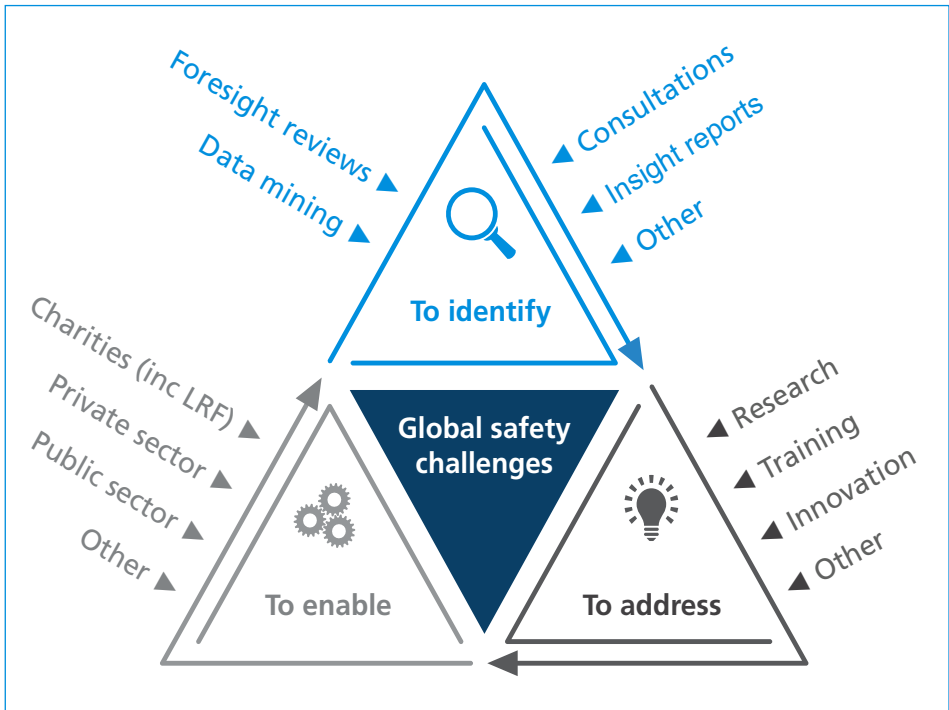 Foresight reviews
Data mining
Consultations
Insight reports
Other
To identify
Charities (inc LRF)
Private sector
Public sector
Other
To enable
Global safety
challenges
Research
Training
Innovation
Other
To address